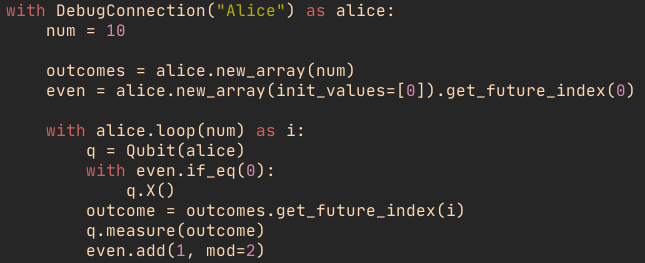 with DebugConnection("Alice") as alice:
    num = 10

    outcomes = alice.new_array(num)
    even = alice.new_array(init_values=[0]).get_future_index(0)

    with alice.loop(num) as i:
        q = Qubit(alice)
        with even.if_eq(0):
            q.X()
        outcome = outcomes.get_future_index(i)
        q.measure(outcome)
        even.add(1, mod=2)